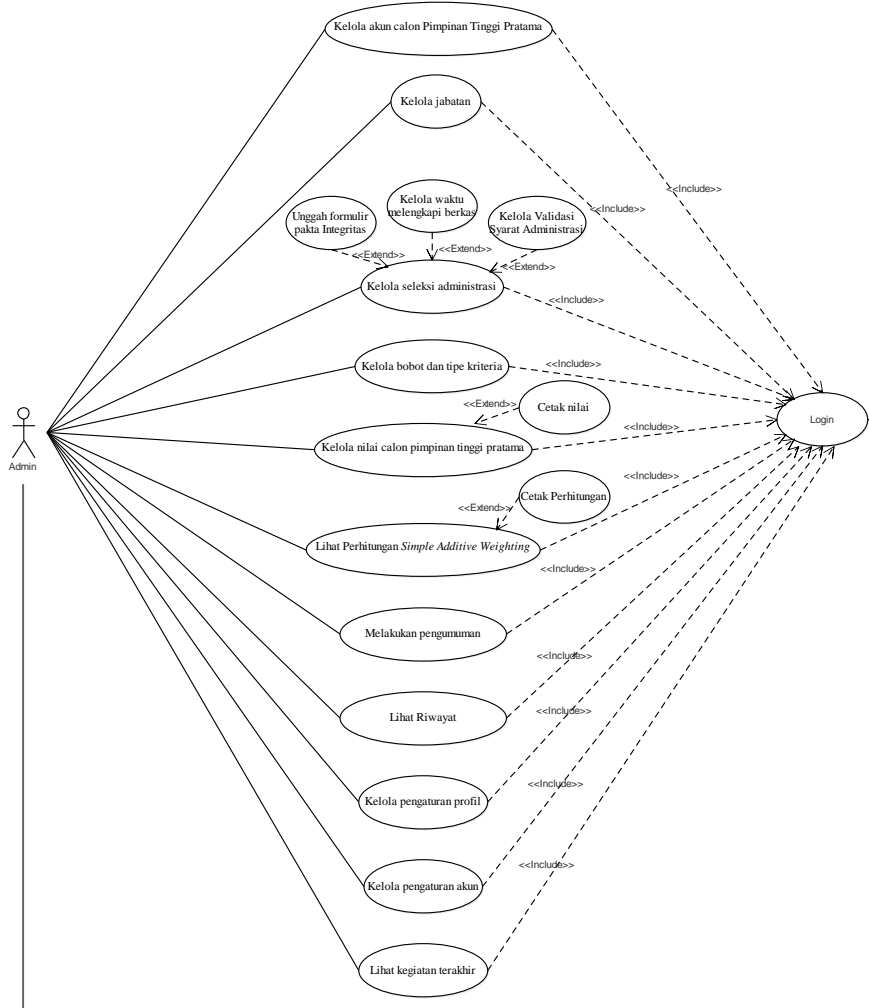 Kelola akun calon Pimpinan Tinggi Pratama
Kelola jabatan
<<Include>>
<<Include>>
Unggah formulir
pakta Integritas
Kelola waktu
melengkapi berkas
Kelola Validasi
Syarat Administrasi
<<Extend>>
<<Extend>>
<<Extend>>
Kelola seleksi administrasi
<<Include>>
Kelola bobot dan tipe kriteria
<<Include>>
<<Extend>>
Cetak nilai
Login
Admin
Kelola nilai calon pimpinan tinggi pratama
<<Include>>
<<Extend>>
Cetak Perhitungan
<<Include>>
Lihat Perhitungan Simple Additive Weighting
<<Include>>
Melakukan pengumuman
<<Include>>
Lihat Riwayat
<<Include>>
Kelola pengaturan profil
<<Include>>
Kelola pengaturan akun
<<Include>>
Lihat kegiatan terakhir